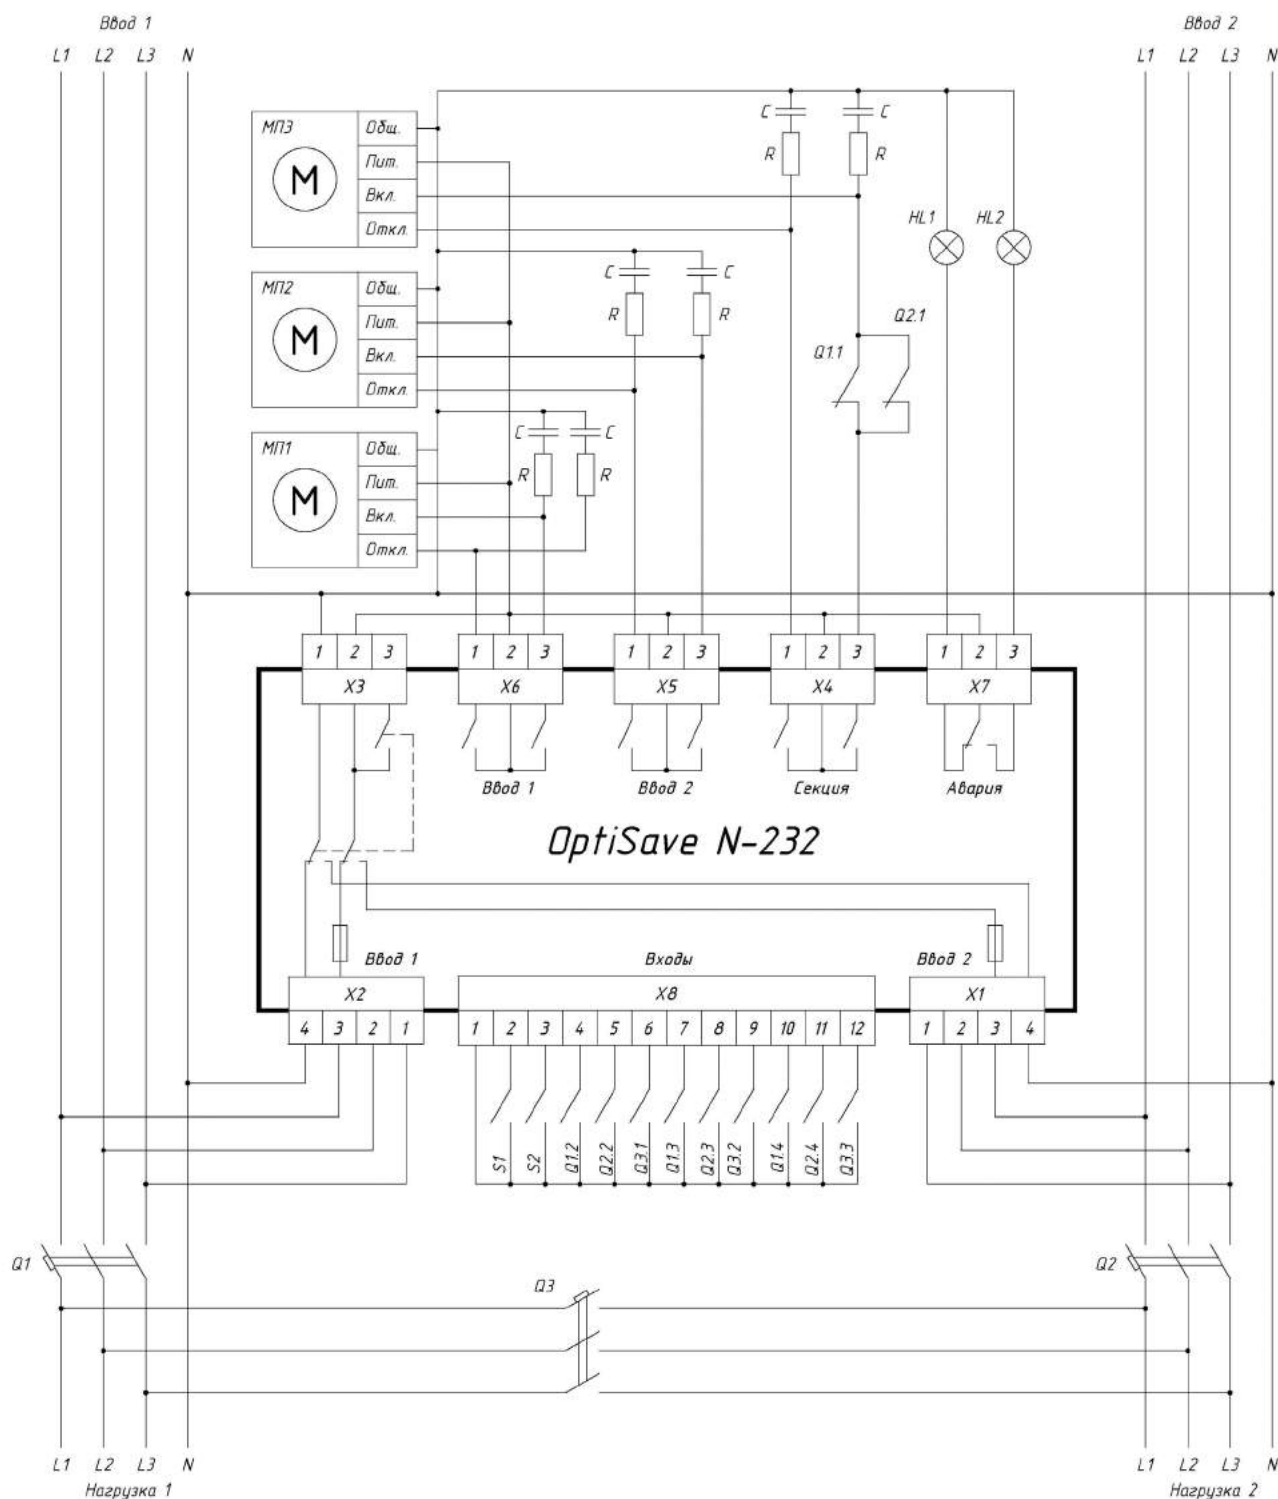 Ввод 1
Ввод 2
L1 L2 L3 N
L1 L2 L3 N
МП3
M
Общ.
Пит.
Вкл.
Откл.
C
C
R
R
HL1
HL2
МП2
M
Общ.
Пит.
Вкл.
Откл.
C
C
R
R
Q1.1
Q2.1
МП1
M
Общ.
Пит.
Вкл.
Откл.
C
C
R
R
1 2 3
1 2 3
1 2 3
1 2 3
1 2 3
X3
X6
X5
X4
X7
Ввод 1
Ввод 2
Секция
Авария
OptiSave N-232
Ввод 1
Входы
Ввод 2
X2
X8
X1
4 3 2 1
1 2 3 4 5 6 7 8 9 10 11 12
1 2 3 4
S1
S2
Q1.2
Q2.2
Q3.1
Q1.3
Q2.3
Q3.2
Q1.4
Q2.4
Q3.3
Q1
Q3
Q2
L1 L2 L3 N
L1 L2 L3 N
Нагрузка 1
Нагрузка 2